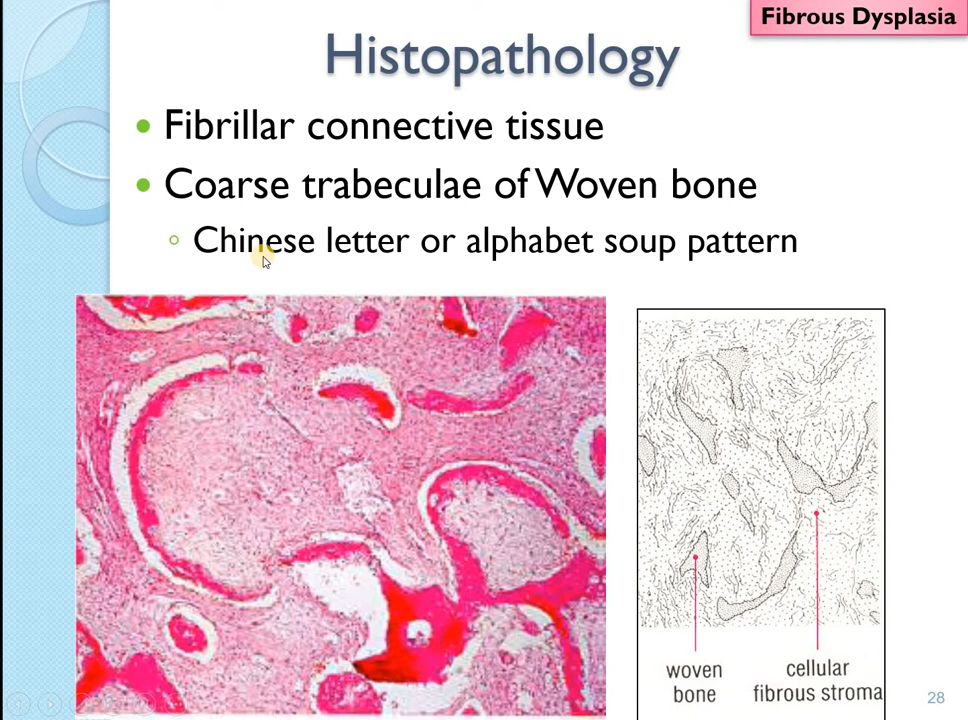 Fibrous Dysplasia
Histopathology
Fibrillar connective tissue
Coarse trabeculae of Woven bone
Chinese letter or alphabet soup pattern
woven
bone
cellular
fibrous stroma
28